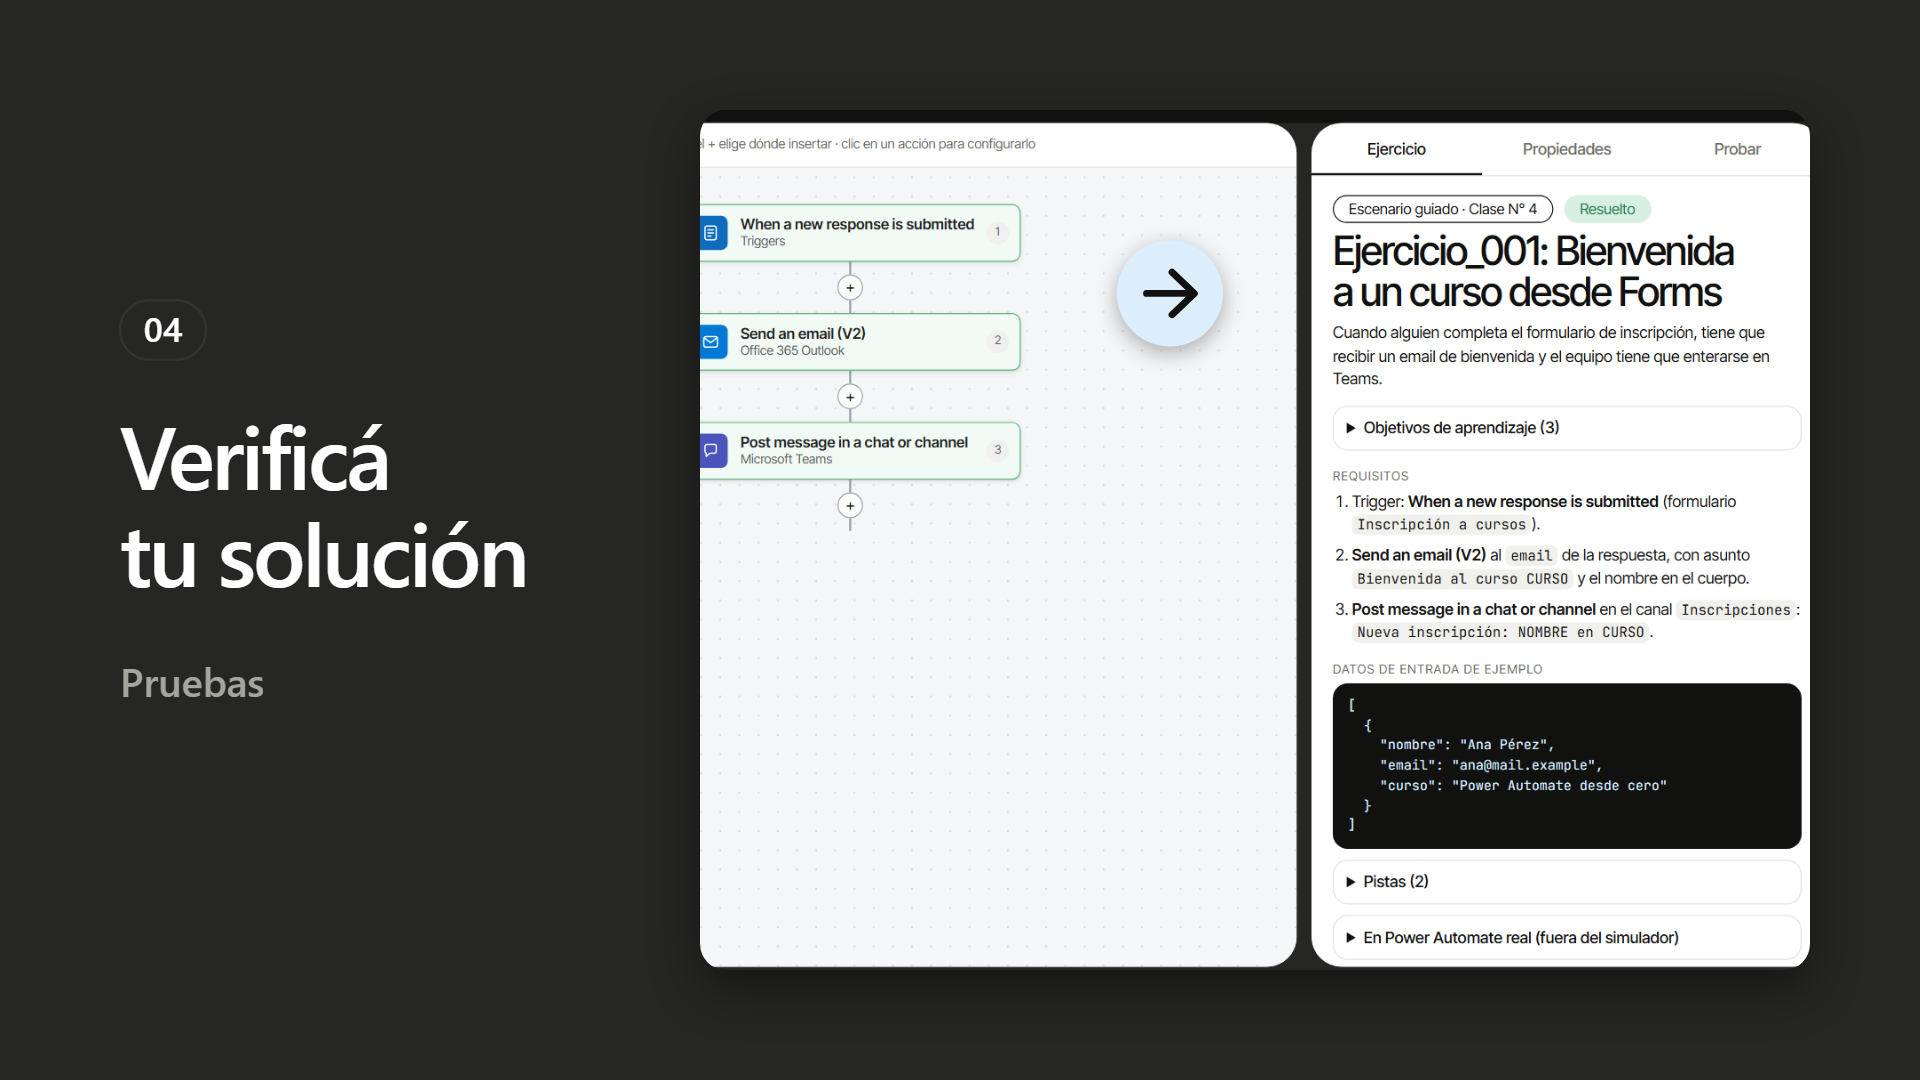 04
Verificá
tu solución
Pruebas
+ elige dónde insertar · clic en un acción para configurarlo
When a new response is submitted
Triggers
1
+
Send an email (V2)
Office 365 Outlook
2
+
Post message in a chat or channel
Microsoft Teams
3
+
Ejercicio
Propiedades
Probar
Escenario guiado · Clase N° 4
Resuelto
Ejercicio_001: Bienvenida
a un curso desde Forms
Cuando alguien completa el formulario de inscripción, tiene que
recibir un email de bienvenida y el equipo tiene que enterarse en
Teams.
Objetivos de aprendizaje (3)
REQUISITOS
1. Trigger: When a new response is submitted (formulario
Inscripción a cursos).
2. Send an email (V2) al email de la respuesta, con asunto
Bienvenida al curso CURSO y el nombre en el cuerpo.
3. Post message in a chat or channel en el canal Inscripciones:
Nueva inscripción: NOMBRE en CURSO.
DATOS DE ENTRADA DE EJEMPLO
[
{
"nombre": "Ana Pérez",
"email": "ana@mail.example",
"curso": "Power Automate desde cero"
}
]
Pistas (2)
En Power Automate real (fuera del simulador)